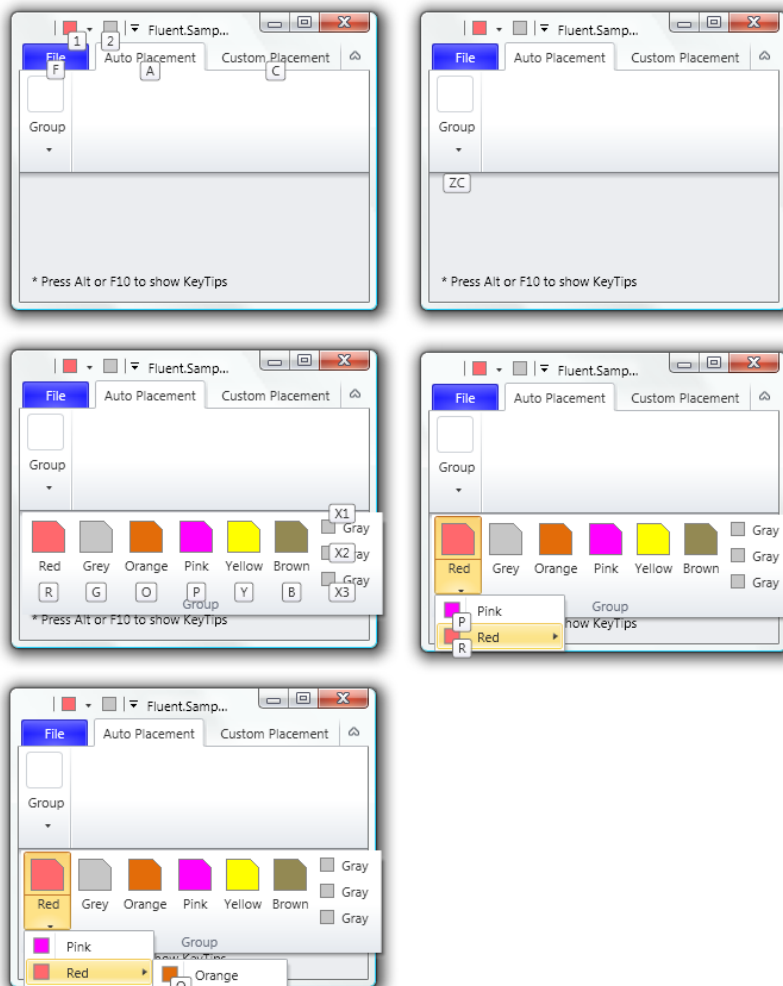 Fluent.Samp...
1 2
File Auto Placement Custom Placement
F A C
Group
* Press Alt or F10 to show KeyTips
Fluent.Samp...
File Auto Placement Custom Placement
Group
ZC
* Press Alt or F10 to show KeyTips
Fluent.Samp...
File Auto Placement Custom Placement
Group
X1
Gray
Red Grey Orange Pink Yellow Brown
X2 ay
R G O P Y B
Gray
X3
Group
* Press Alt or F10 to show KeyTips
Fluent.Samp...
File Auto Placement Custom Placement
Group
Gray
Red Grey Orange Pink Yellow Brown
Gray
Gray
Pink
Group
P
how KeyTips
Red
R
Fluent.Samp...
File Auto Placement Custom Placement
Group
Gray
Red Grey Orange Pink Yellow Brown
Gray
Gray
Pink
Group
how KeyTips
Red
Orange
O